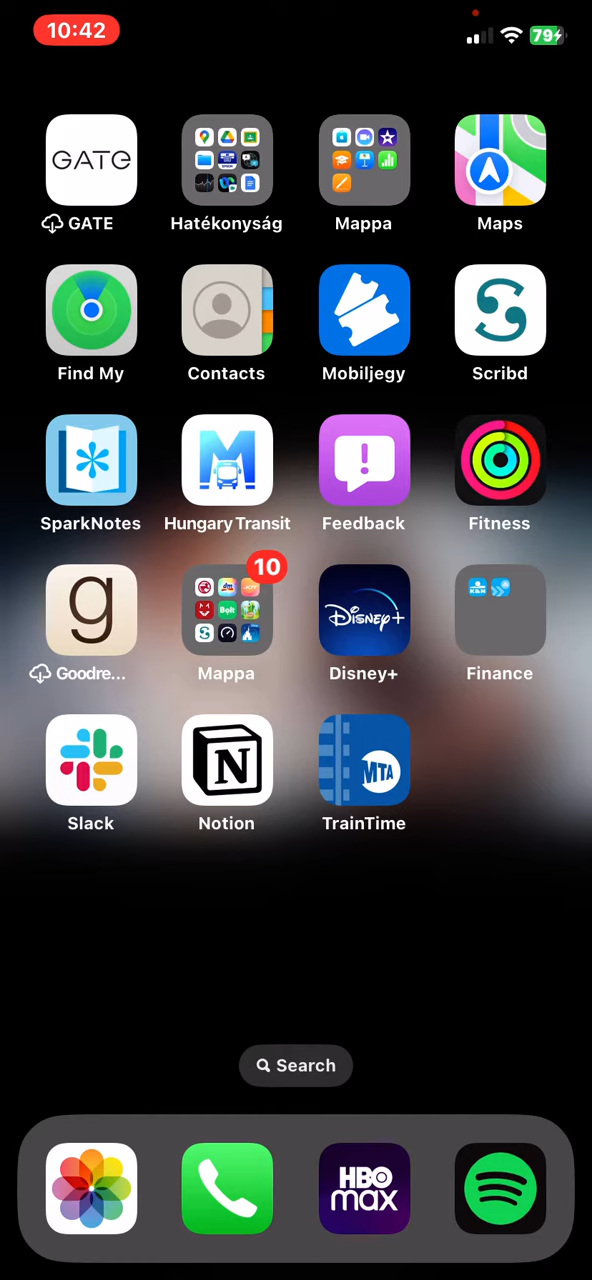 10:42
79
GATE
GATE
Hatékonyság
Mappa
Maps
Find My
Contacts
Mobiljegy
Scribd
SparkNotes
M
Hungary Transit
Feedback
Fitness
g
Goodre...
10
Bolt
Mappa
Disney+
Disney+
K&H
Finance
Slack
N
Notion
MTA
TrainTime
Search
HBO
max